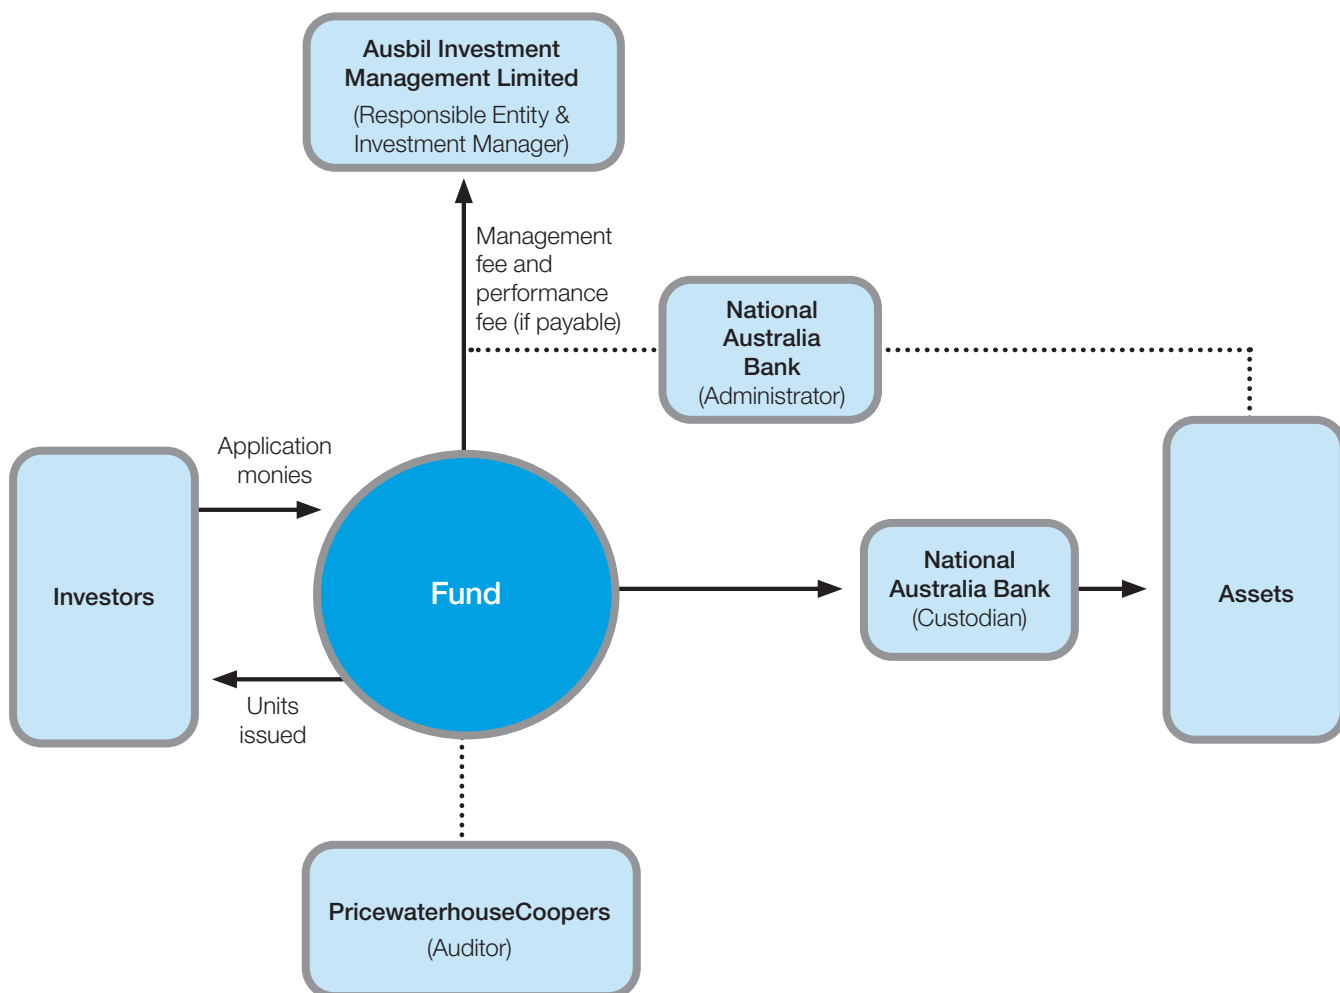 Ausbil Investment
Management Limited
(Responsible Entity &
Investment Manager)
Management
fee and
performance
fee (if payable)
National
Australia
Bank
(Administrator)
Application
monies
Investors
Fund
National
Australia Bank
(Custodian)
Assets
Units
issued
PricewaterhouseCoopers
(Auditor)